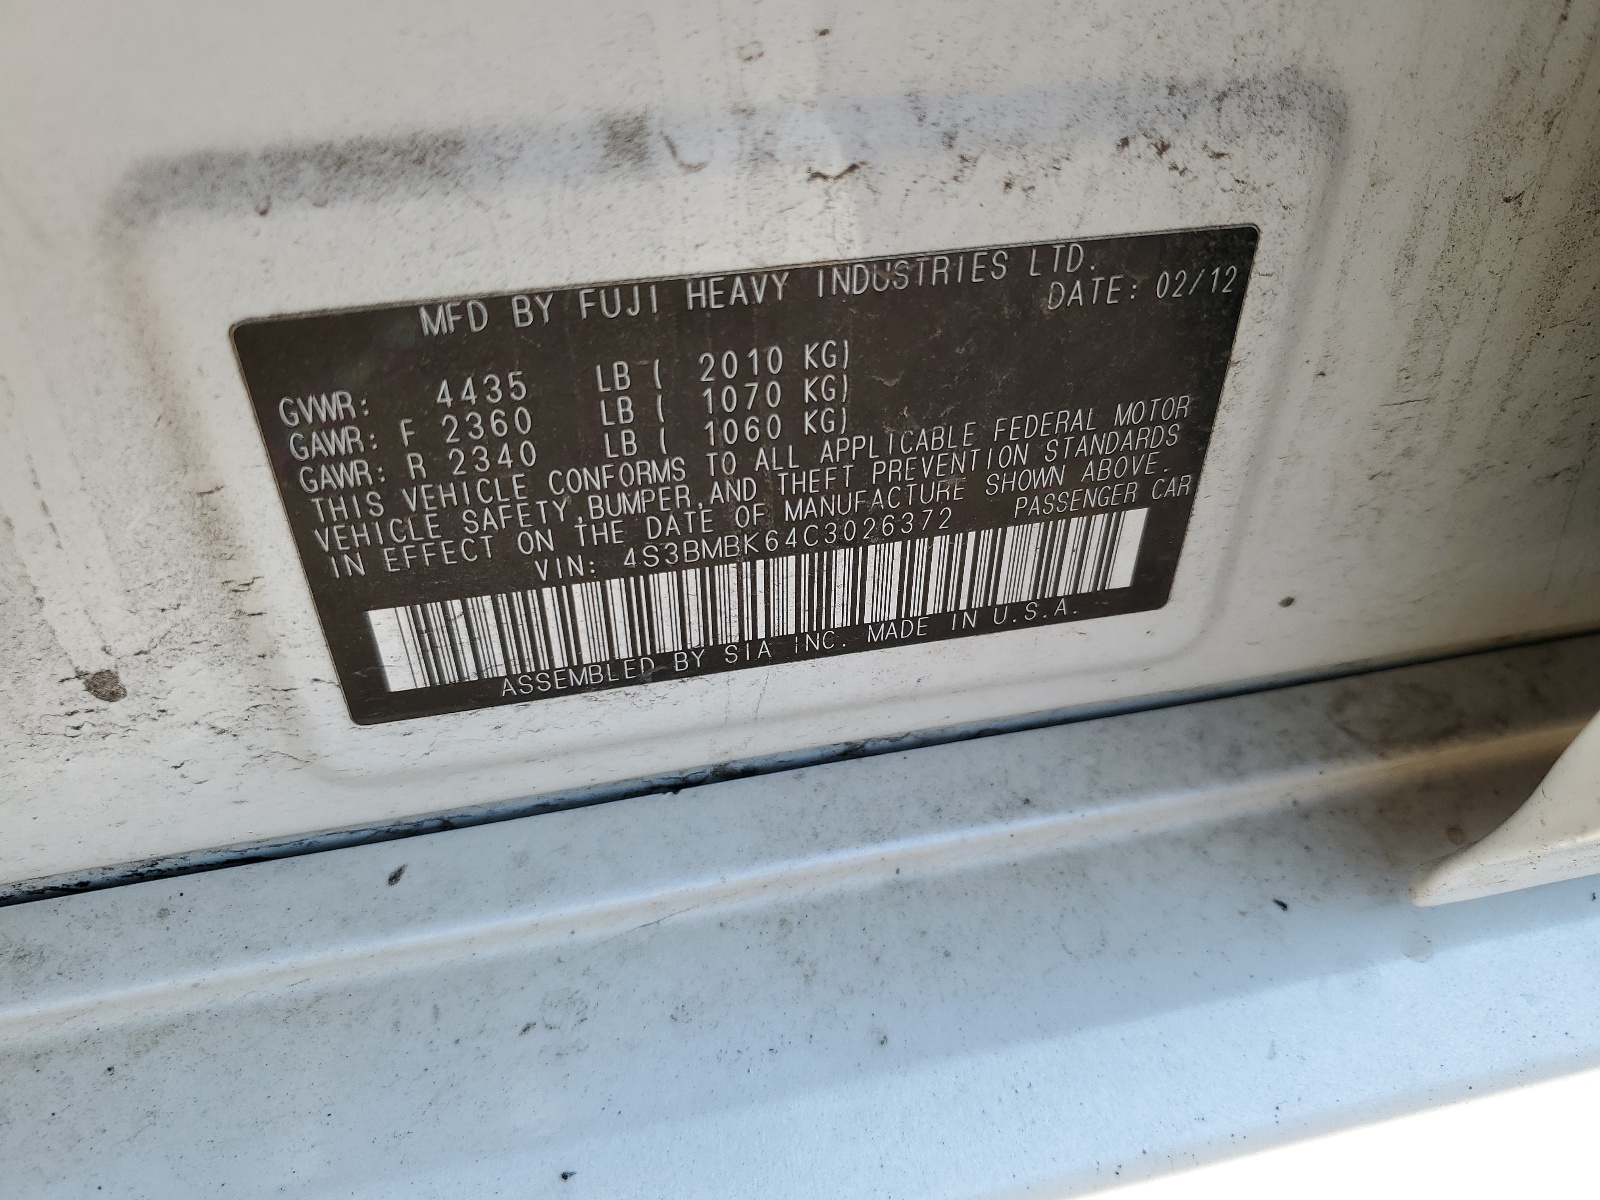 MFD BY FUJI HEAVY INDUSTRIES LTD.
DATE: 02/12
GVWR: 4435 LB ( 2010 KG)
GAWR: F 2360 LB ( 1070 KG)
GAWR: R 2340 LB ( 1060 KG)
THIS VEHICLE CONFORMS TO ALL APPLICABLE FEDERAL MOTOR
VEHICLE SAFETY,BUMPER,AND THEFT PREVENTION STANDARDS
IN EFFECT ON THE DATE OF MANUFACTURE SHOWN ABOVE.
VIN: 4S3BMBK64C3026372 PASSENGER CAR
ASSEMBLED BY SIA INC. MADE IN U.S.A.